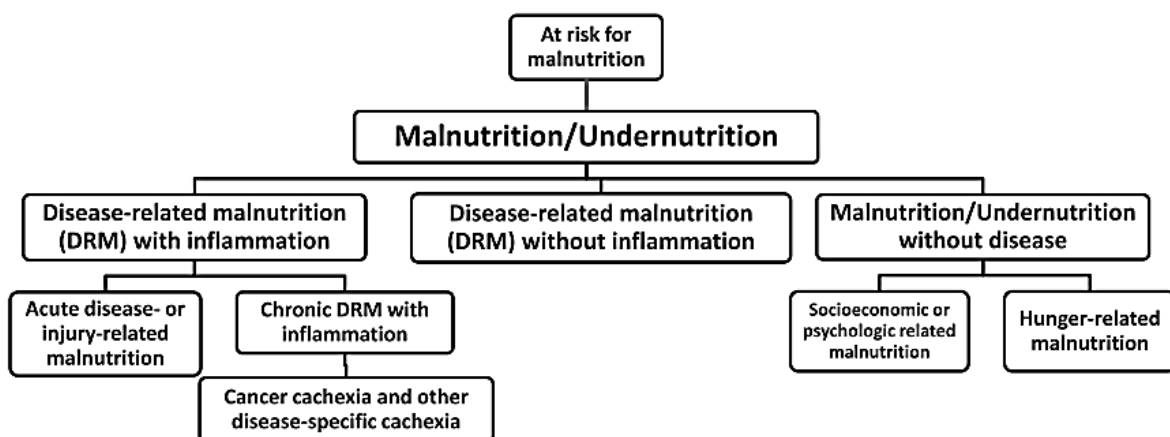 At risk for
malnutrition
Malnutrition/Undernutrition
Disease-related malnutrition
(DRM) with inflammation
Disease-related malnutrition
(DRM) without inflammation
Malnutrition/Undernutrition
without disease
Acute disease- or
injury-related
malnutrition
Chronic DRM with
inflammation
Socioeconomic or
psychologic related
malnutrition
Hunger-related
malnutrition
Cancer cachexia and other
disease-specific cachexia